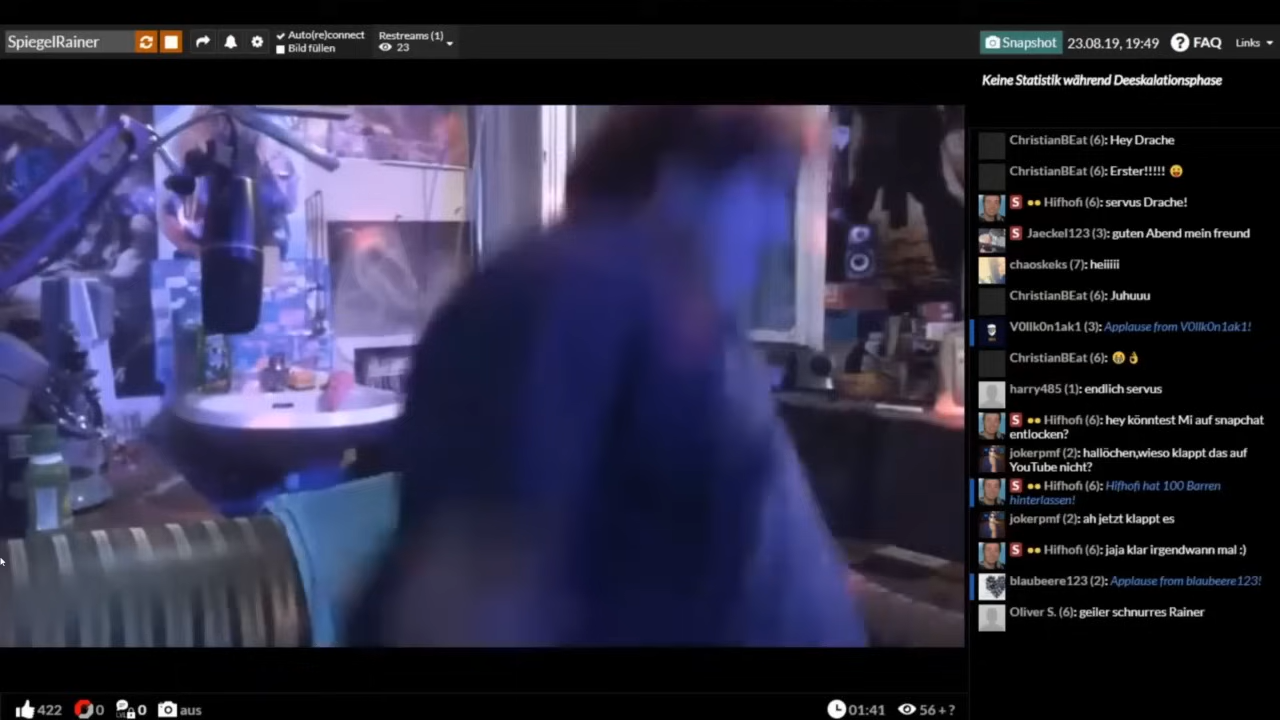 SpiegelRainer
Auto(re)connect
Bild füllen
Restreams (1)
23
Snapshot
23.08.19, 19:49
FAQ
Links
Keine Statistik während Deeskalationsphase
ChristianBEat (6): Hey Drache
ChristianBEat (6): Erster!!!!! 😛
S Hifhofi (6): servus Drache!
S Jaeckel123 (3): guten Abend mein freund
chaoskeks (7): heiiiii
ChristianBEat (6): Juhuuu
V0llk0n1ak1 (3): Applause from V0llk0n1ak1!
ChristianBEat (6):
harry485 (1): endlich servus
S Hifhofi (6): hey könntest Mi auf snapchat
entlocken?
jokerpmf (2): hallöchen,wieso klappt das auf
YouTube nicht?
S Hifhofi (6): Hifhofi hat 100 Barren
hinterlassen!
jokerpmf (2): ah jetzt klappt es
S Hifhofi (6): jaja klar irgendwann mal :)
blaubeere123 (2): Applause from blaubeere123!
Oliver S. (6): geiler schnurres Rainer
422
0
0
aus
01:41
56 + ?